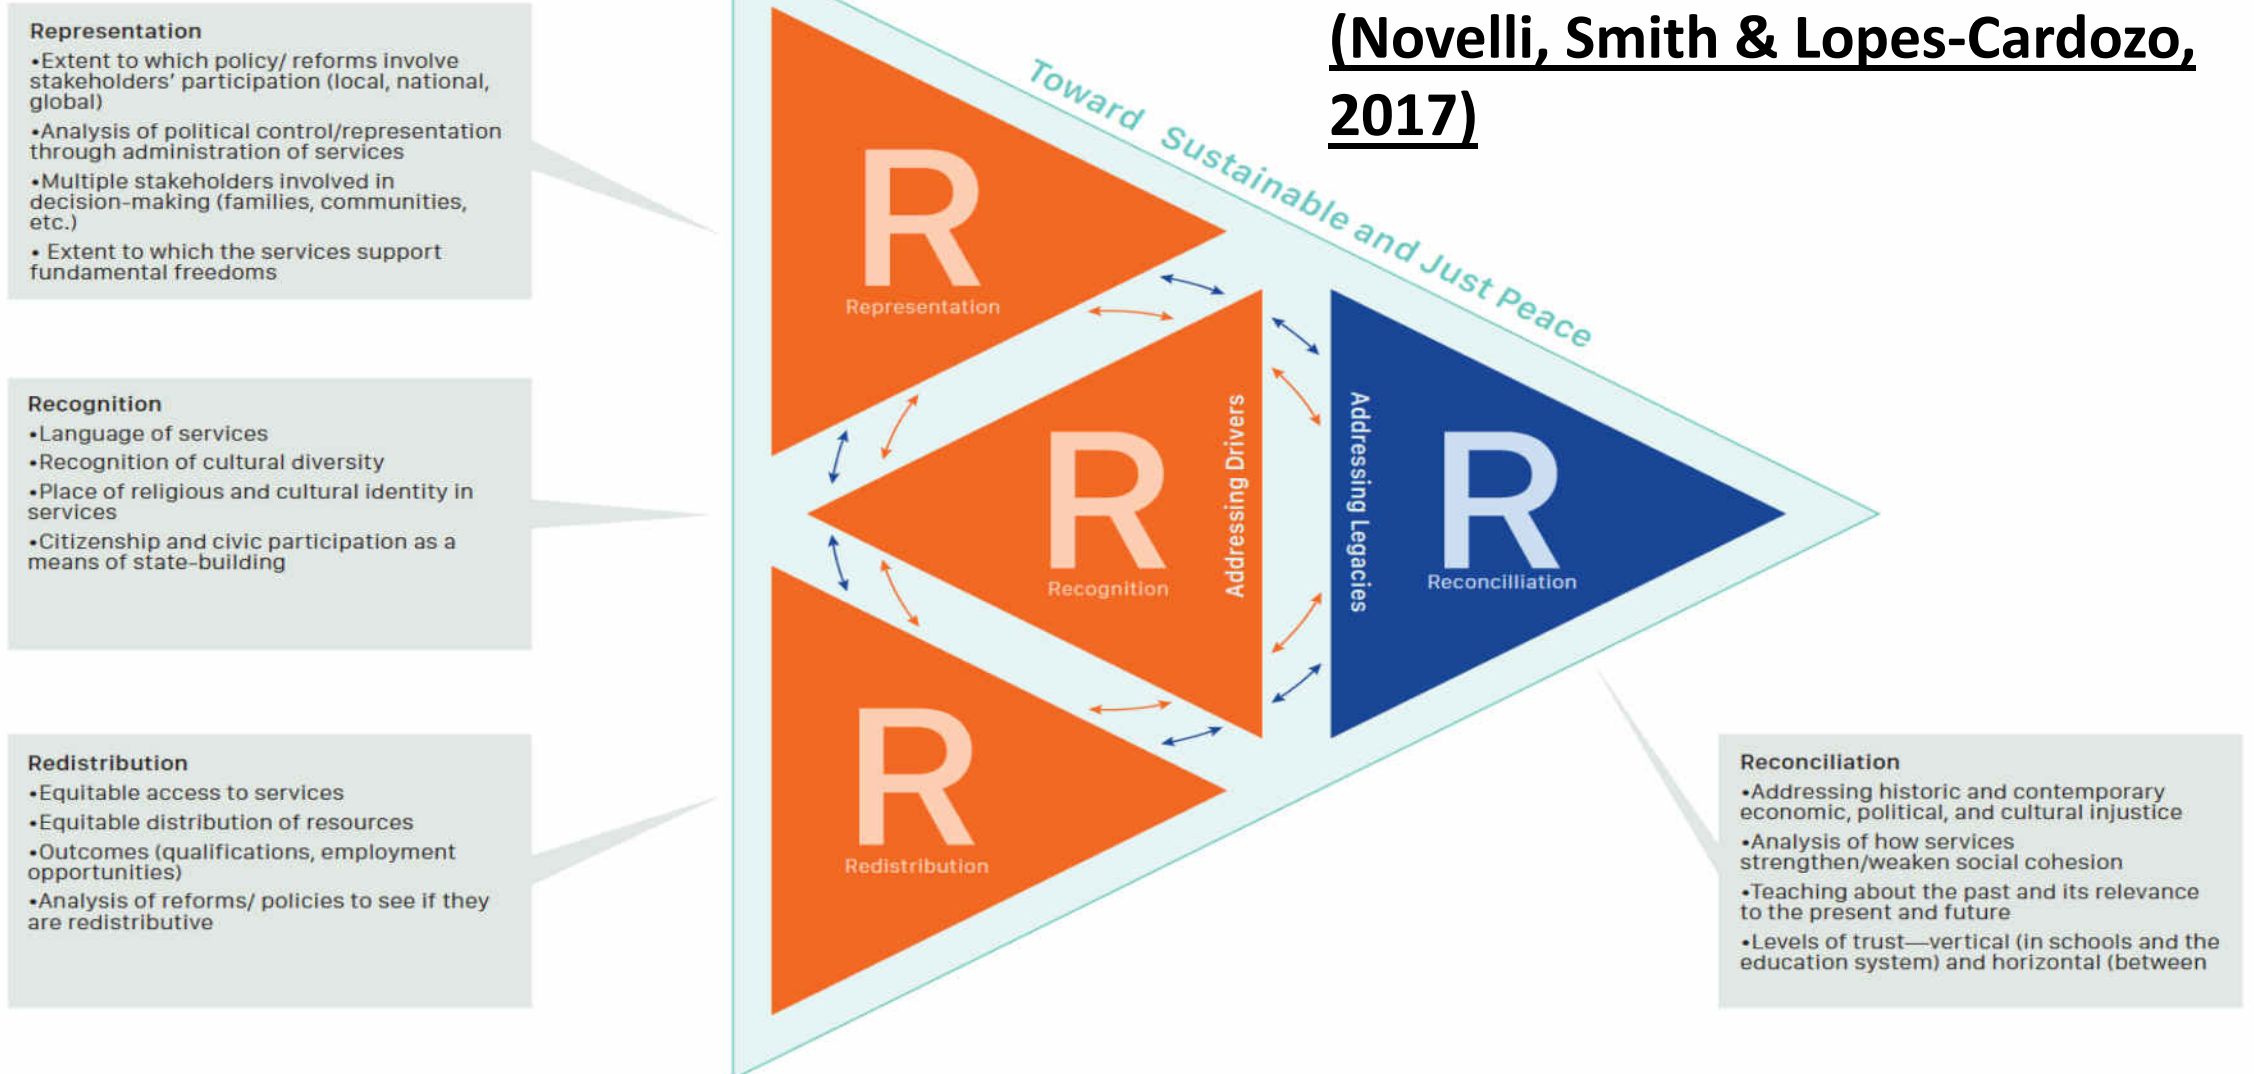 (Novelli, Smith & Lopes-Cardozo,
2017)
Representation
•Extent to which policy/ reforms involve
stakeholders’ participation (local, national,
global)
•Analysis of political control/representation
through administration of services
•Multiple stakeholders involved in
decision-making (families, communities,
etc.)
• Extent to which the services support
fundamental freedoms
Recognition
•Language of services
•Recognition of cultural diversity
•Place of religious and cultural identity in
services
•Citizenship and civic participation as a
means of state-building
Redistribution
•Equitable access to services
•Equitable distribution of resources
•Outcomes (qualifications, employment
opportunities)
•Analysis of reforms/ policies to see if they
are redistributive
Toward Sustainable and Just Peace
R
Representation
R
Recognition
Addressing Drivers
Addressing Legacies
R
Reconcilliation
R
Redistribution
Reconciliation
•Addressing historic and contemporary
economic, political, and cultural injustice
•Analysis of how services
strengthen/weaken social cohesion
•Teaching about the past and its relevance
to the present and future
•Levels of trust—vertical (in schools and the
education system) and horizontal (between